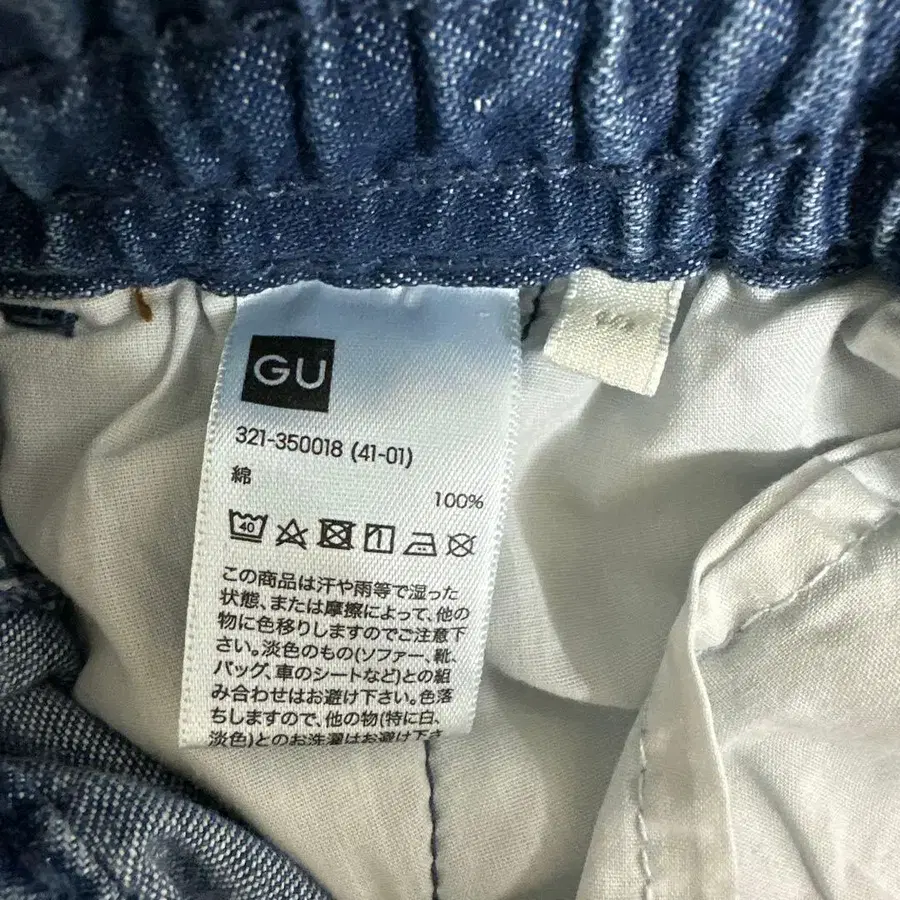 GU
321-350018 (41-01)
綿 100%
40
この商品は汗や雨等で湿った
状態、または摩擦によって、他の
物に色移りしますのでご注意下
さい。淡色のもの(ソファー、靴、
バッグ、車のシートなど)との組
み合わせはお避け下さい。色落
ちしますので、他の物(特に白、
淡色)とのお洗濯はお避け下さ